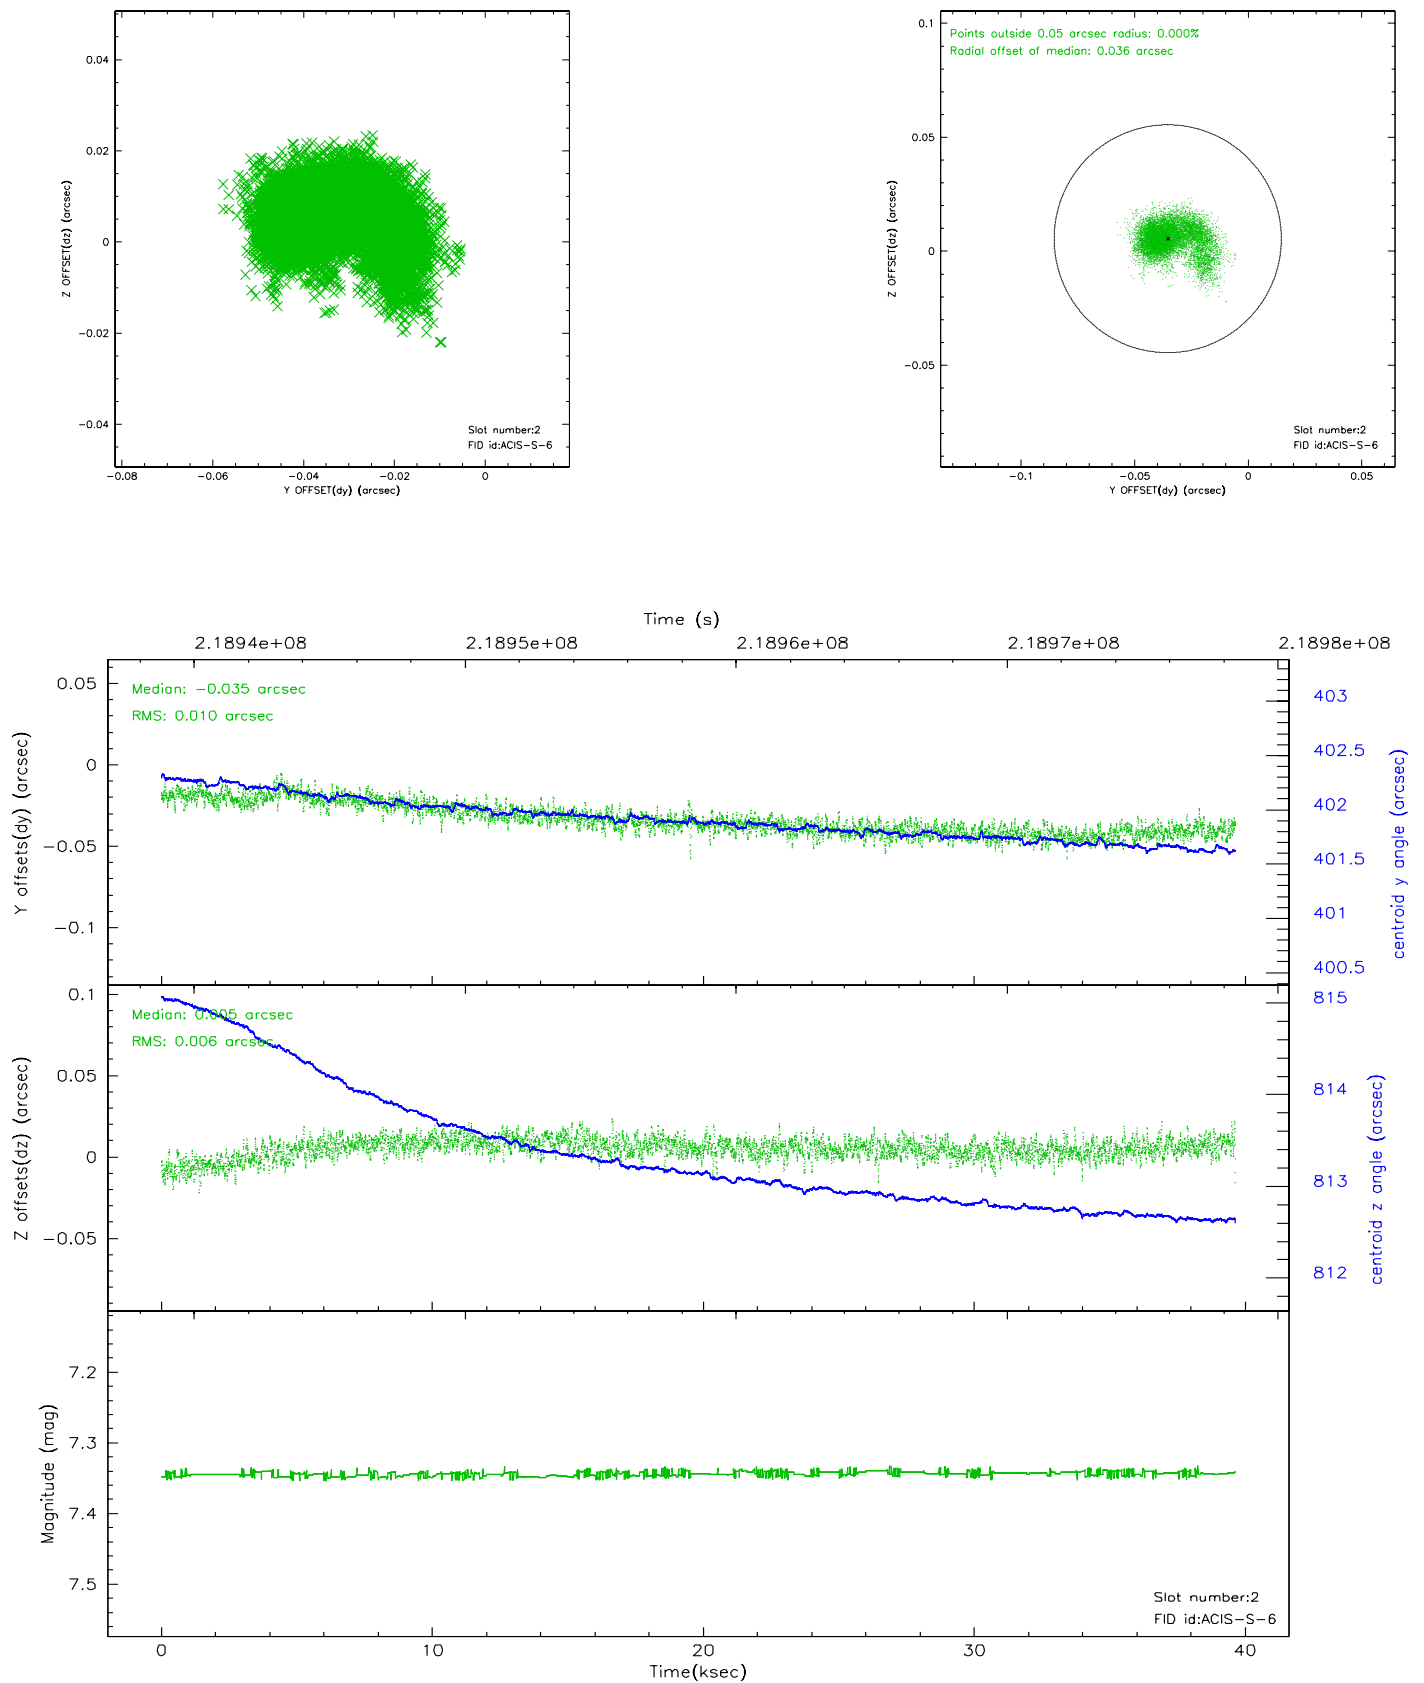 0.04
0.02
0
-0.02
-0.04
Z OFFSET(dz) (arcsec)
Slot number:2
FID id:ACIS-S-6
-0.08 -0.06 -0.04 -0.02 0
Y OFFSET(dy) (arcsec)
0.1
0.05
0
-0.05
Z OFFSET(dz) (arcsec)
Points outside 0.05 arcsec radius: 0.000%
Radial offset of median: 0.036 arcsec
Slot number:2
FID id:ACIS-S-6
-0.1 -0.05 0 0.05
Y OFFSET(dy) (arcsec)
Time (s)
2.1894e+08 2.1895e+08 2.1896e+08 2.1897e+08 2.1898e+08
0.05
0
-0.05
-0.1
Y offsets(dy) (arcsec)
Median: -0.035 arcsec
RMS: 0.010 arcsec
403
402.5
402
401.5
401
400.5
centroid y angle (arcsec)
0.1
0.05
0
-0.05
Z offsets(dz) (arcsec)
Median: 0.005 arcsec
RMS: 0.006 arcsec
815
814
813
812
centroid z angle (arcsec)
7.2
7.3
7.4
7.5
Magnitude (mag)
Slot number:2
FID id:ACIS-S-6
0 10 20 30 40
Time(ksec)